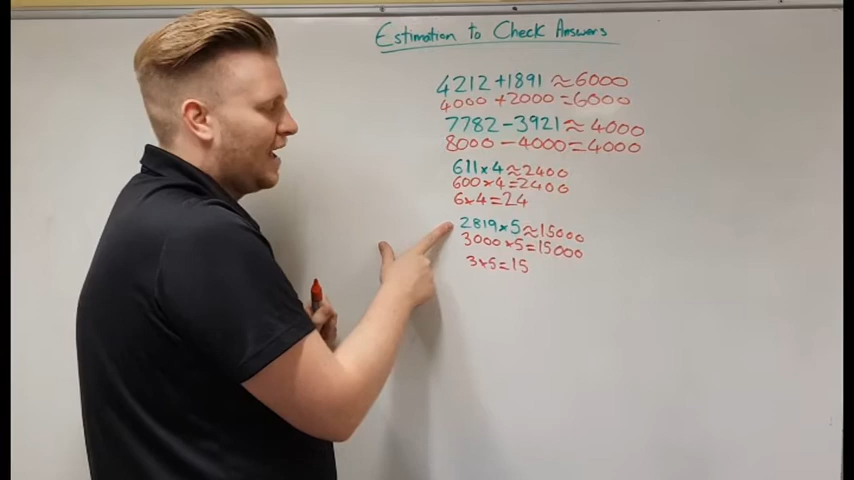 Estimation to Check Answers
4212 +1891 ≈6000
4000 +2000 =6000
7782 -3921 ≈ 4000
8000 -4000=4000
611×4≈2400
600×4=2400
6×4=24
2819×5≈15000
3000×5=15000
3×5=15